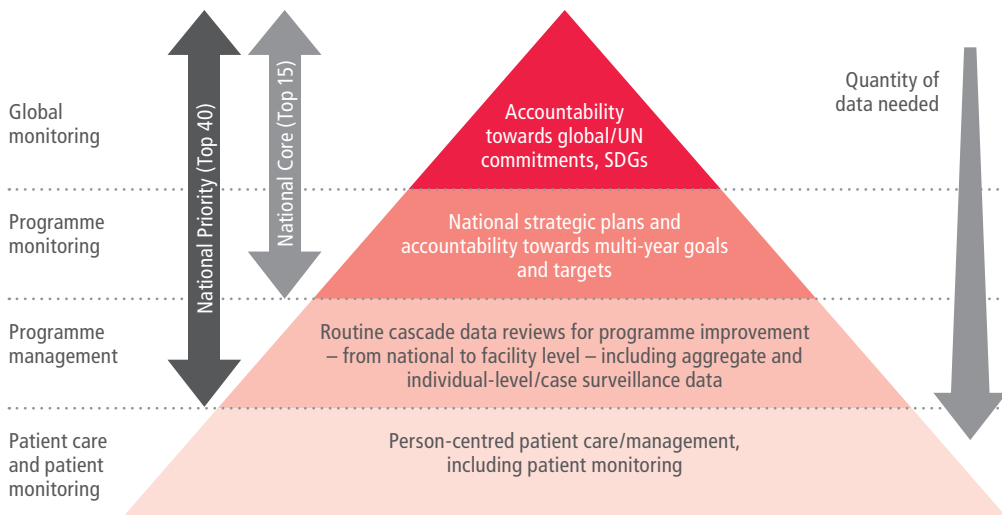 National Priority (Top 40)
National Core (Top 15)
Global
monitoring
Accountability
towards global/UN
commitments, SDGs
Quantity of
data needed
Programme
monitoring
National strategic plans and
accountability towards multi-year goals
and targets
Programme
management
Routine cascade data reviews for programme improvement
– from national to facility level – including aggregate and
individual-level/case surveillance data
Patient care
and patient
monitoring
Person-centred patient care/management,
including patient monitoring